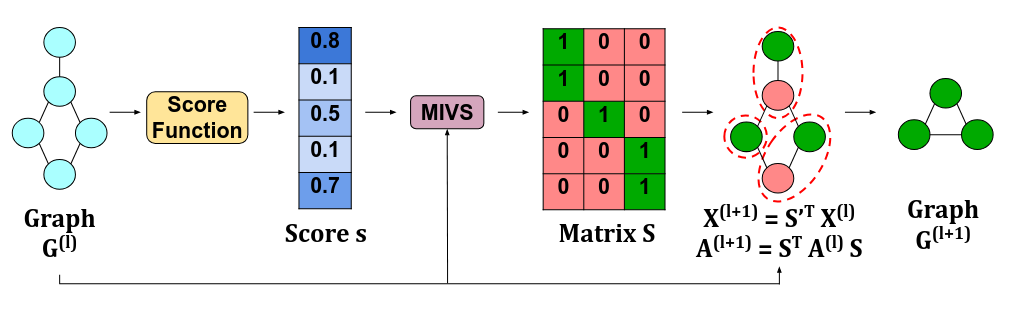 Score
Function
0.8
0.1
0.5
0.1
0.7
MIVS
1 0 0
1 0 0
0 1 0
0 0 1
0 0 1
Graph
G^(l)
Score s
Matrix S
X^(l+1) = S'^T X^(l)
A^(l+1) = S^T A^(l) S
Graph
G^(l+1)